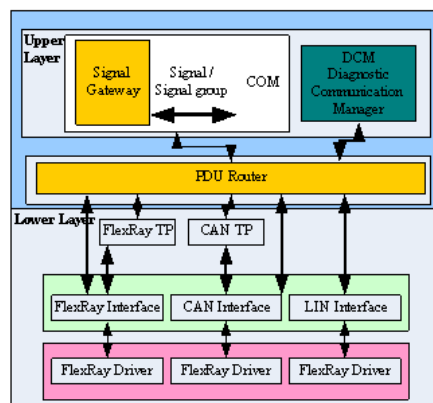 Upper
Layer
Signal
Gateway
Signal /
Signal group
COM
DCM
Diagnostic
Communication
Manager
PDU Router
Lower Layer
FlexRay TP
CAN TP
FlexRay Interface
CAN Interface
LIN Interface
FlexRay Driver
FlexRay Driver
FlexRay Driver